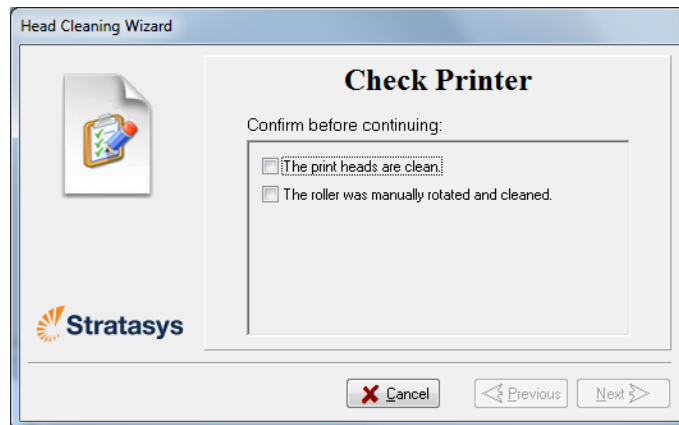 Head Cleaning Wizard
Check Printer
Confirm before continuing:
The print heads are clean.
The roller was manually rotated and cleaned.
Stratasys
Cancel
Previous
Next